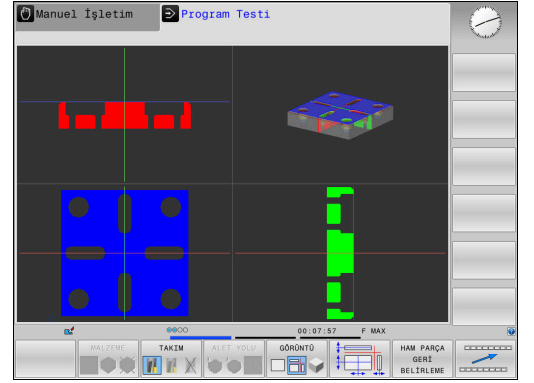 Manuel İşletim
Program Testi
00:07:57 F MAX
MALZEME
TAKIM
ALET YOLU
GÖRÜNTÜ
HAM PARÇA
GERİ
BELİRLEME